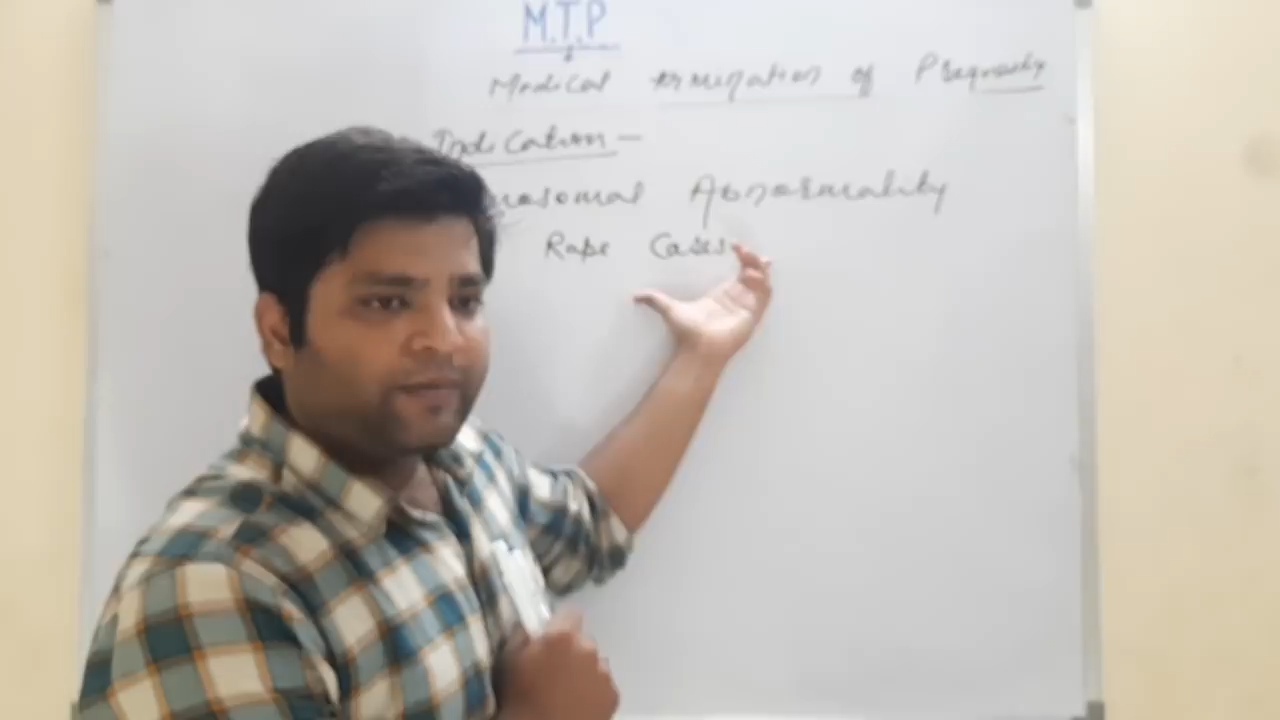 M.T.P
Medical termination of Pregnancy
Indication —
Abnormality
Rape Cases